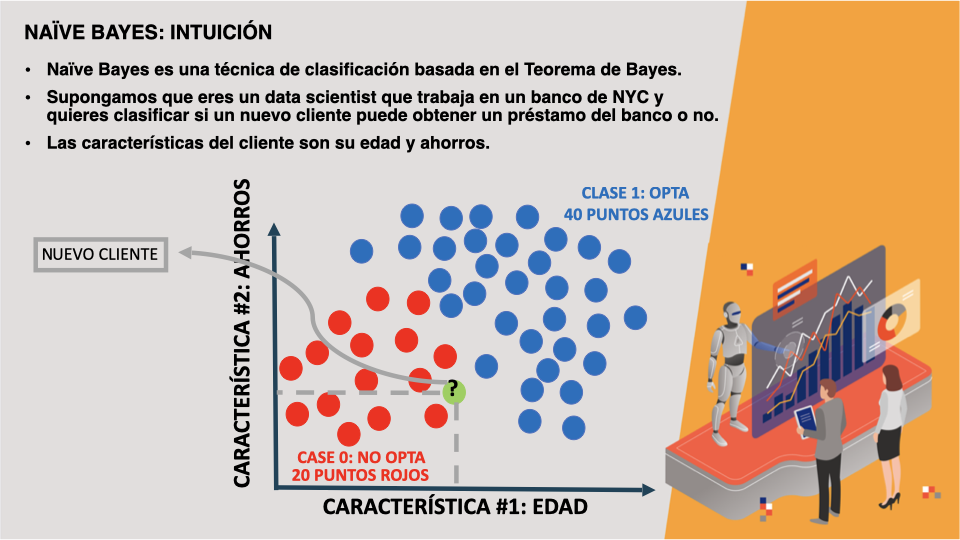 NAÏVE BAYES: INTUICIÓN
• Naïve Bayes es una técnica de clasificación basada en el Teorema de Bayes.
• Supongamos que eres un data scientist que trabaja en un banco de NYC y
quieres clasificar si un nuevo cliente puede obtener un préstamo del banco o no.
• Las características del cliente son su edad y ahorros.
CLASE 1: OPTA
40 PUNTOS AZULES
NUEVO CLIENTE
CARACTERÍSTICA #2: AHORROS
?
CASE 0: NO OPTA
20 PUNTOS ROJOS
CARACTERÍSTICA #1: EDAD